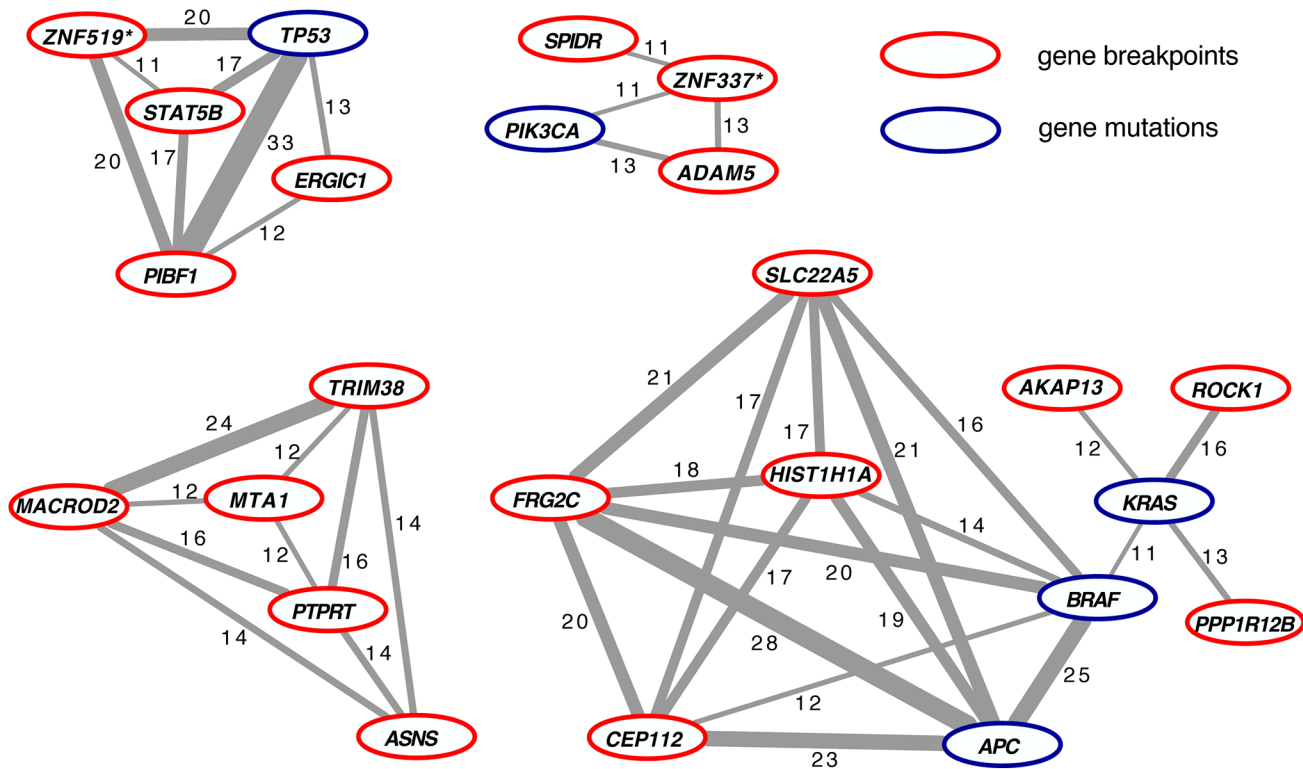 ZNF519*
20
TP53
11
17
STAT5B
13
20
17
33
ERGIC1
12
PIBF1
SPIDR
11
ZNF337*
11
PIK3CA
13
13
ADAM5
gene breakpoints
gene mutations
TRIM38
24
12
MACROD2
12
MTA1
14
16
12
16
PTPRT
14
14
ASNS
SLC22A5
21
17
16
17
21
18
HIST1H1A
FRG2C
14
17
20
20
19
28
12
25
CEP112
23
APC
AKAP13
ROCK1
12
16
KRAS
11
13
BRAF
PPP1R12B